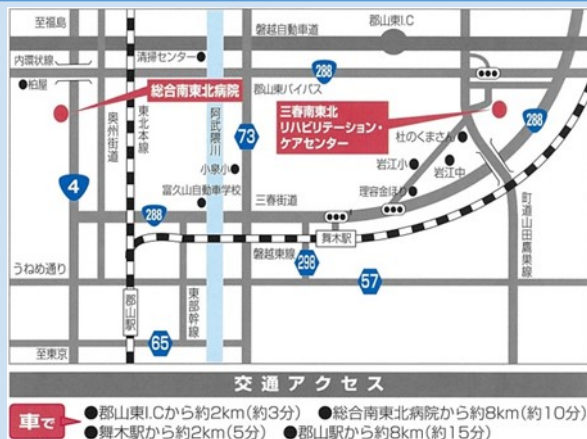 至福島
磐越自動車道
郡山東I.C
内環状線
清掃センター
288
柏屋
総合南東北病院
郡山東バイパス
三春南東北
リハビリテーション・
ケアセンター
288
奥州街道
東北本線
阿武隈川
73
杜のくまさん
4
小泉小
岩江小
岩江中
富久山自動車学校
理容金ほり
三春街道
288
町道山田鷹巣線
舞木駅
磐越東線
うねめ通り
298
57
郡山駅
東部幹線
65
至東京
交通アクセス
車で
●郡山東I.Cから約2km(約3分) ●総合南東北病院から約8km(約10分)
●舞木駅から約2km(5分) ●郡山駅から約8km(約15分)